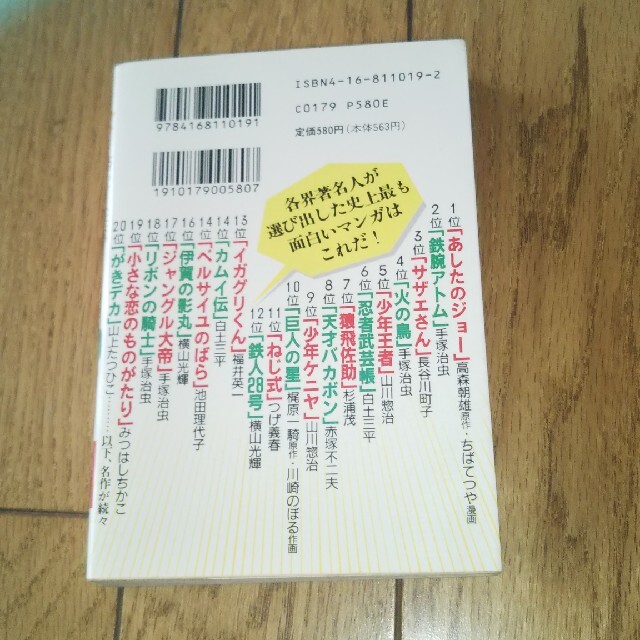 ISBN4-16-811019-2
C0179 P580E
定価580円(本体563円)
9784168110191
1910179005807
各界著名人が
選び出した史上最も
面白いマンガは
これだ!
1位「あしたのジョー」高森朝雄原作・ちばてつや漫画
2位「鉄腕アトム」手塚治虫
3位「サザエさん」長谷川町子
4位「火の鳥」手塚治虫
5位「少年王者」山川惣治
6位「忍者武芸帳」白土三平
7位「猿飛佐助」杉浦茂
8位「天才バカボン」赤塚不二夫
9位「少年ケニヤ」山川惣治
10位「巨人の星」梶原一騎原作・川崎のぼる作画
11位「ねじ式」つげ義春
12位「鉄人28号」横山光輝
13位「イガグリくん」福井英一
14位「カムイ伝」白土三平
14位「ベルサイユのばら」池田理代子
16位「伊賀の影丸」横山光輝
17位「ジャングル大帝」手塚治虫
18位「リボンの騎士」手塚治虫
19位「小さな恋のものがたり」みつはしちかこ
20位「がきデカ」山上たつひこ……以下、名作が続々